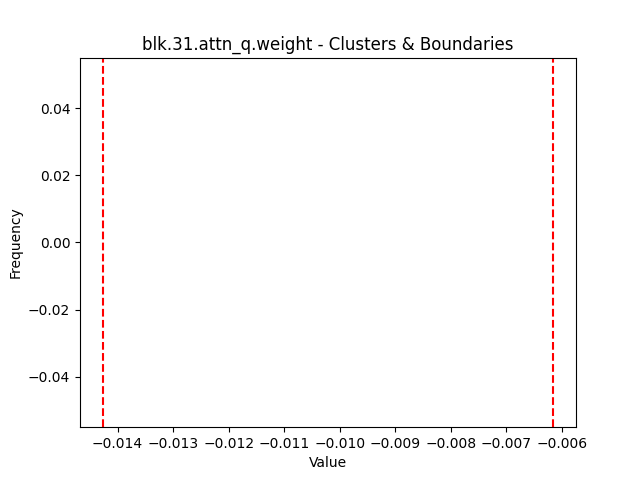 blk.31.attn_q.weight - Clusters & Boundaries
0.04
0.02
0.00
−0.02
−0.04
Frequency
−0.014 −0.013 −0.012 −0.011 −0.010 −0.009 −0.008 −0.007 −0.006
Value